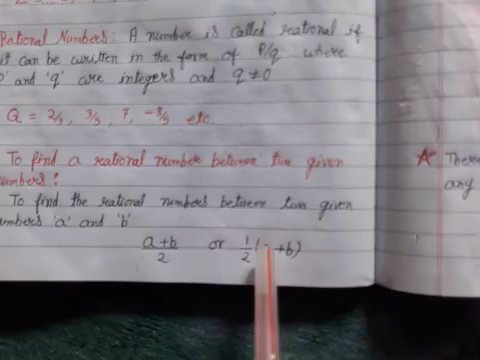 Rational Numbers: A number is called rational if
it can be written in the form of P/q where
'p' and 'q' are integers and q ≠ 0
Q = 2/3, 3/5, 7, -8/5 etc.
To find a rational number between two given
numbers:
To find the rational numbers between two given
numbers 'a' and 'b'.
a+b/2 or 1/2( +b)
★ There
any